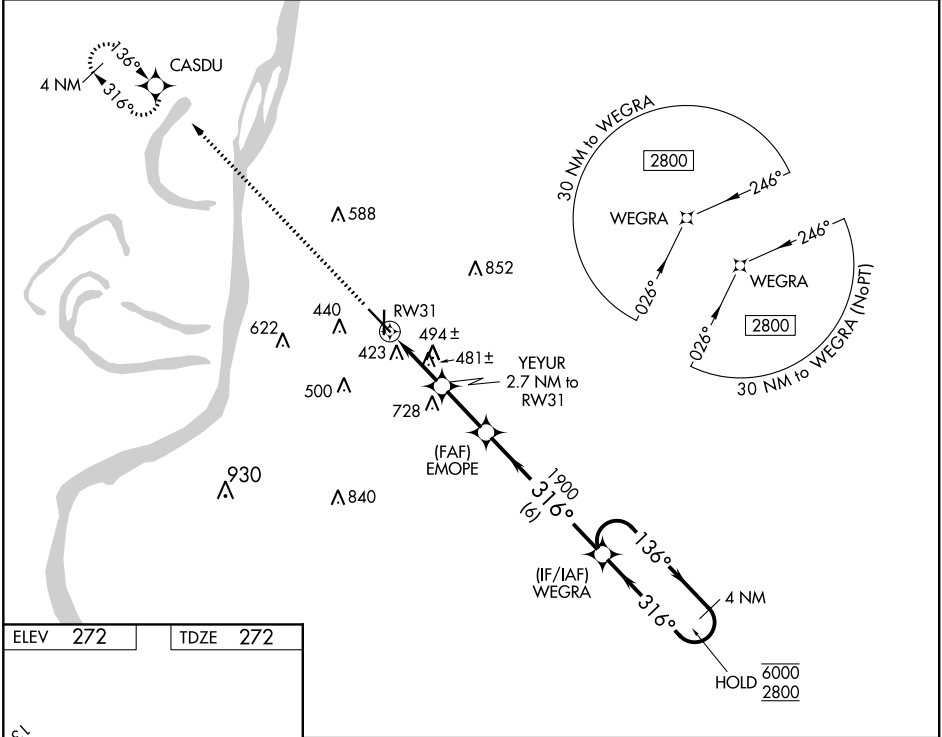 136°
CASDU
4 NM
316°
30 NM to WEGRA
2800
246°
WEGRA
026°
246°
WEGRA
026°
2800
30 NM to WEGRA (NoPT)
588
852
RW31
440
622
494±
423
481±
YEYUR
2.7 NM to
RW31
500
728
(FAF)
EMOPE
930
840
1900
316°
(6)
(IF/IAF)
WEGRA
136°
316°
4 NM
HOLD 6000
2800
ELEV 272
TDZE 272